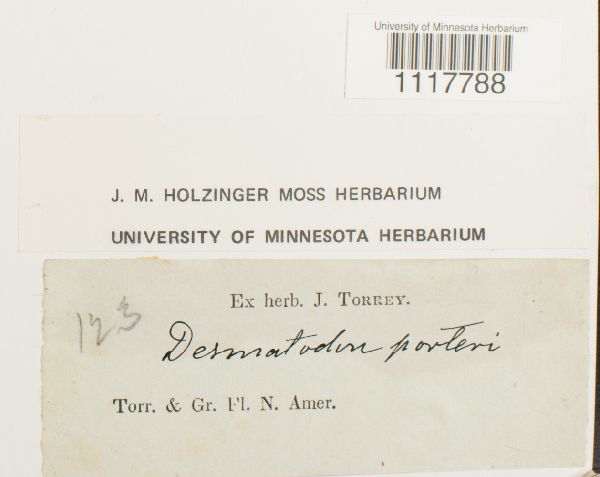 University of Minnesota Herbarium
1117788
J. M. HOLZINGER MOSS HERBARIUM
UNIVERSITY OF MINNESOTA HERBARIUM
Ex herb. J. TORREY.
123
Desmatodon porteri
Torr. & Gr. Fl. N. Amer.